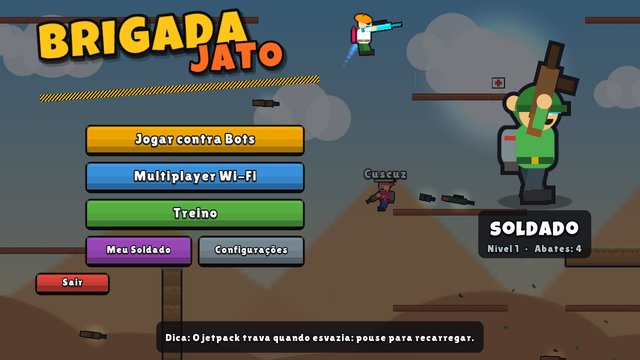 BRIGADA
JATO
Jogar contra Bots
Multiplayer Wi-Fi
Treino
Meu Soldado
Configurações
Sair
Cuscuz
SOLDADO
Nível 1 · Abates: 4
Dica: O jetpack trava quando esvazia: pouse para recarregar.